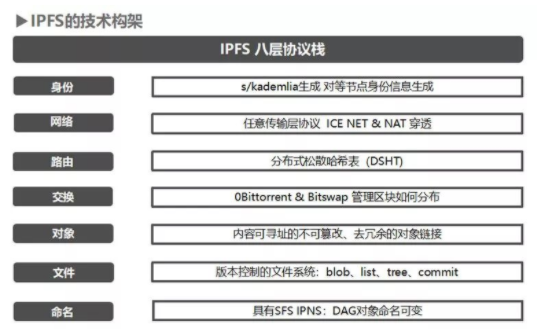 ▶IPFS的技术构架
IPFS 八层协议栈
身份 s/kademlia生成 对等节点身份信息生成
网络 任意传输层协议 ICE NET & NAT 穿透
路由 分布式松散哈希表 (DSHT)
交换 0Bittorrent & Bitswap 管理区块如何分布
对象 内容可寻址的不可篡改、去冗余的对象链接
文件 版本控制的文件系统：blob、list、tree、commit
命名 具有SFS IPNS：DAG对象命名可变